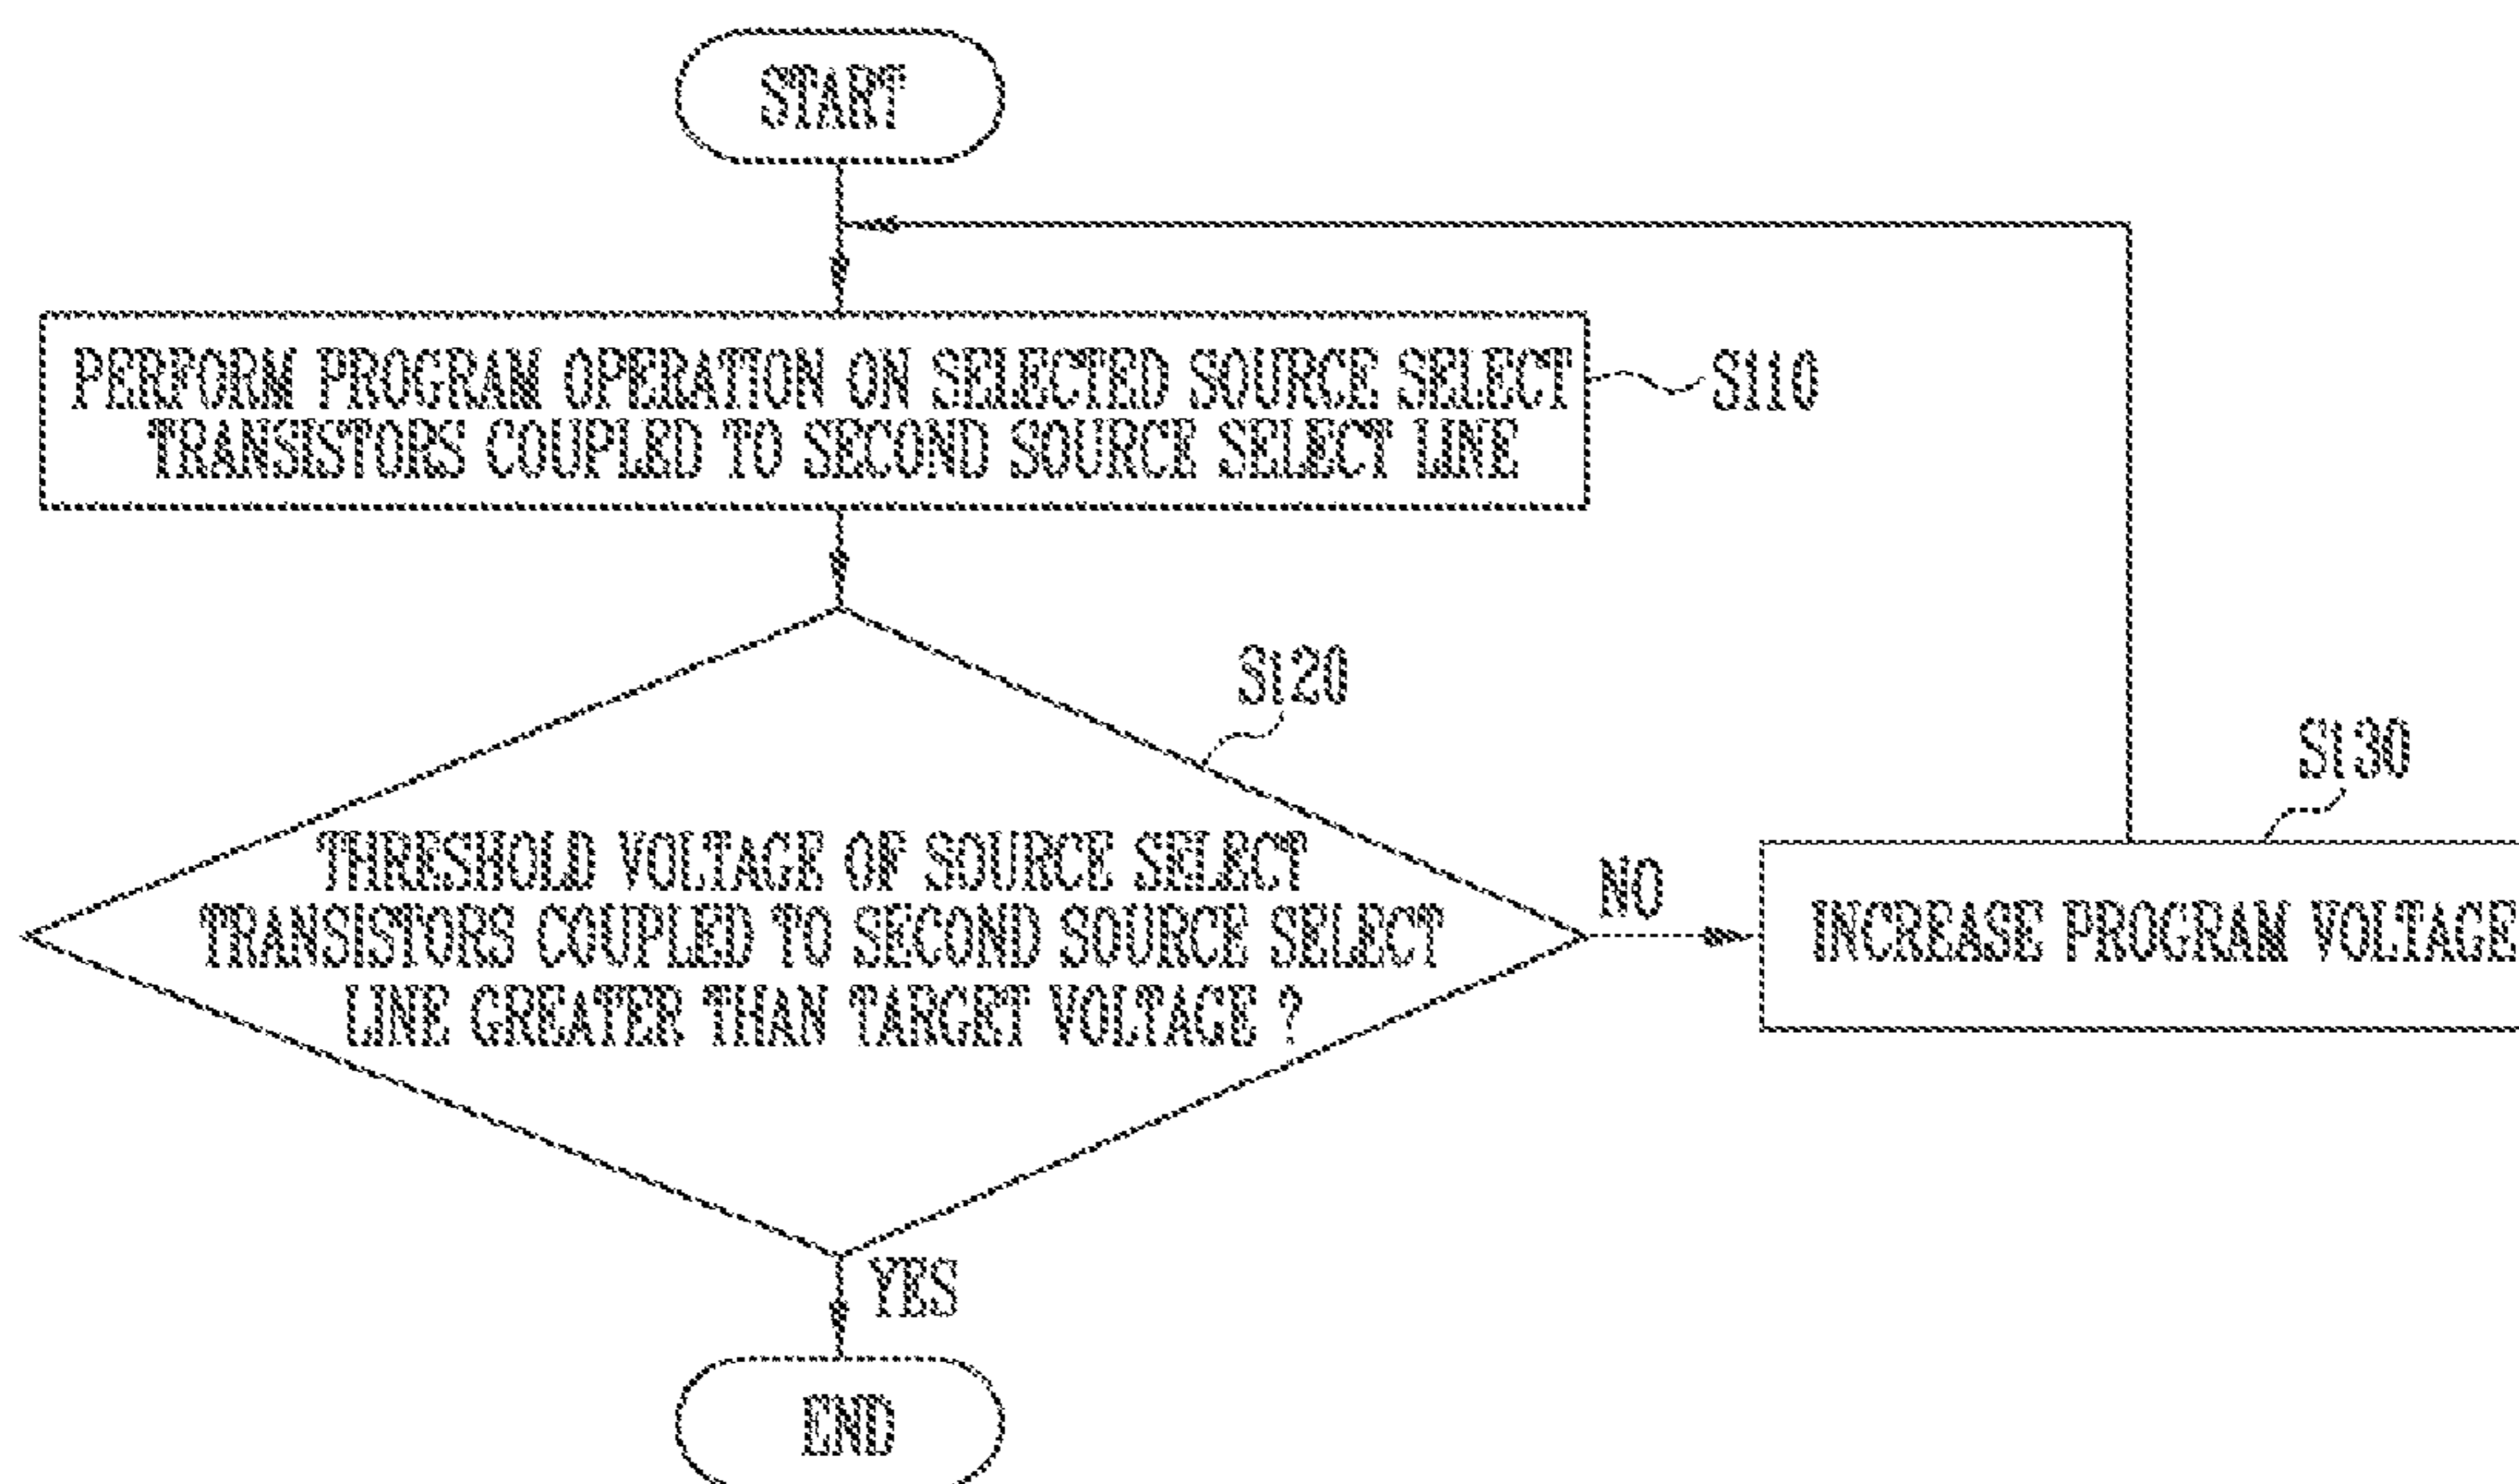 START
PERFORM PROGRAM OPERATION ON SELECTED SOURCE SELECT
TRANSISTORS COUPLED TO SECOND SOURCE SELECT LINE
S110
S120
S130
THRESHOLD VOLTAGE OF SOURCE SELECT
TRANSISTORS COUPLED TO SECOND SOURCE SELECT
LINE GREATER THAN TARGET VOLTAGE ?
NO
INCREASE PROGRAM VOLTAGE
YES
END